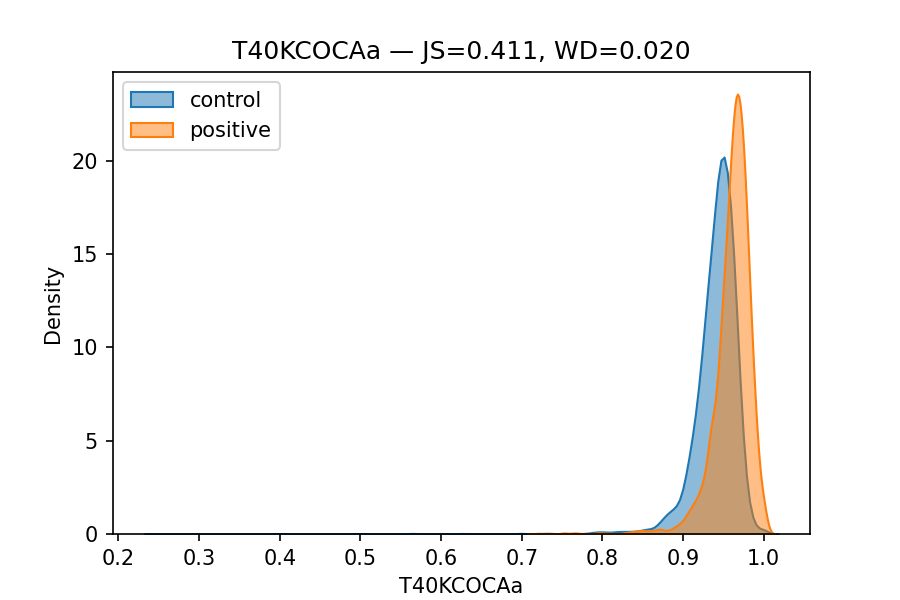 T40KCOCAa — JS=0.411, WD=0.020
control
positive
Density
20
15
10
5
0
0.2 0.3 0.4 0.5 0.6 0.7 0.8 0.9 1.0
T40KCOCAa